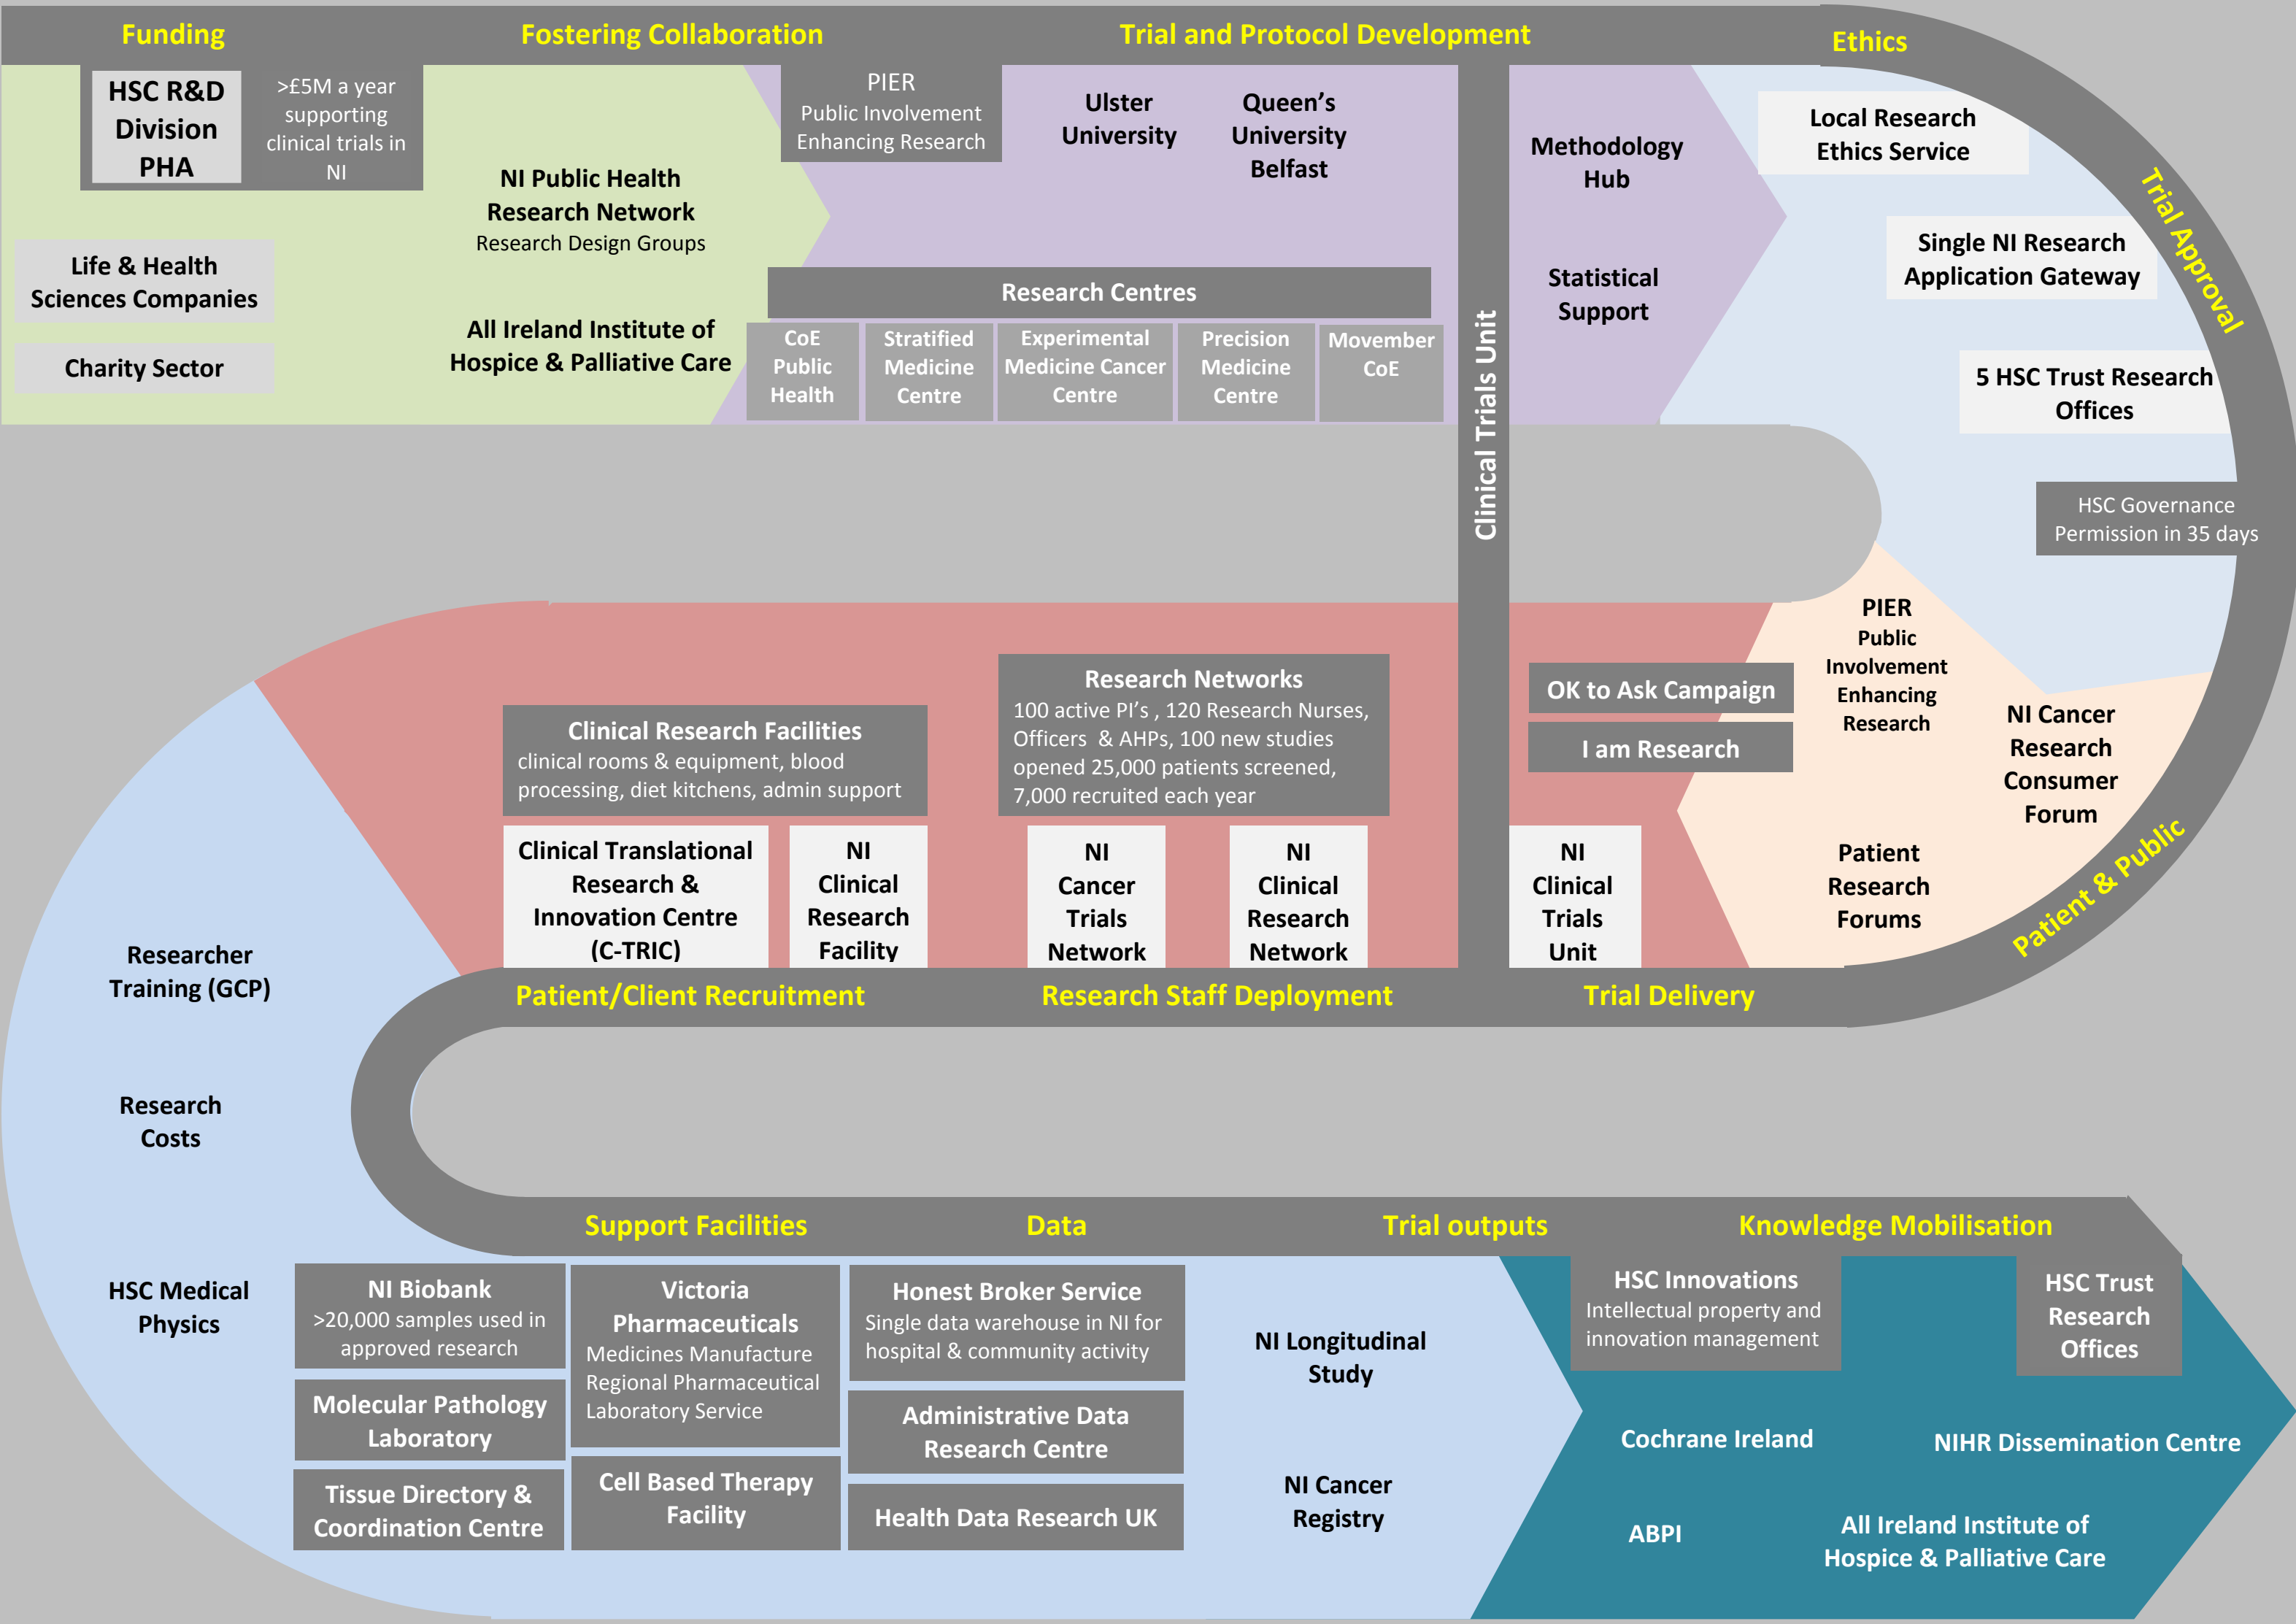 Funding
Fostering Collaboration
Trial and Protocol Development
Ethics
HSC R&D
Division
PHA
>£5M a year
supporting
clinical trials in
NI
Life & Health
Sciences Companies
Charity Sector
NI Public Health
Research Network
Research Design Groups
All Ireland Institute of
Hospice & Palliative Care
PIER
Public Involvement
Enhancing Research
Ulster
University
Queen's
University
Belfast
Research Centres
CoE
Public
Health
Stratified
Medicine
Centre
Experimental
Medicine Cancer
Centre
Precision
Medicine
Centre
Movember
CoE
Clinical Trials Unit
Methodology
Hub
Statistical
Support
Local Research
Ethics Service
Single NI Research
Application Gateway
5 HSC Trust Research
Offices
Trial Approval
HSC Governance
Permission in 35 days
PIER
Public
Involvement
Enhancing
Research
NI Cancer
Research
Consumer
Forum
Patient
Research
Forums
Patient & Public
OK to Ask Campaign
I am Research
NI
Clinical
Trials
Unit
Research Networks
100 active PI's , 120 Research Nurses,
Officers & AHPs, 100 new studies
opened 25,000 patients screened,
7,000 recruited each year
NI
Cancer
Trials
Network
NI
Clinical
Research
Network
Clinical Research Facilities
clinical rooms & equipment, blood
processing, diet kitchens, admin support
Clinical Translational
Research &
Innovation Centre
(C-TRIC)
NI
Clinical
Research
Facility
Patient/Client Recruitment
Research Staff Deployment
Trial Delivery
Researcher
Training (GCP)
Research
Costs
HSC Medical
Physics
Support Facilities
Data
Trial outputs
Knowledge Mobilisation
NI Biobank
>20,000 samples used in
approved research
Molecular Pathology
Laboratory
Tissue Directory &
Coordination Centre
Victoria
Pharmaceuticals
Medicines Manufacture
Regional Pharmaceutical
Laboratory Service
Cell Based Therapy
Facility
Honest Broker Service
Single data warehouse in NI for
hospital & community activity
Administrative Data
Research Centre
Health Data Research UK
NI Longitudinal
Study
NI Cancer
Registry
HSC Innovations
Intellectual property and
innovation management
HSC Trust
Research
Offices
Cochrane Ireland
NIHR Dissemination Centre
ABPI
All Ireland Institute of
Hospice & Palliative Care